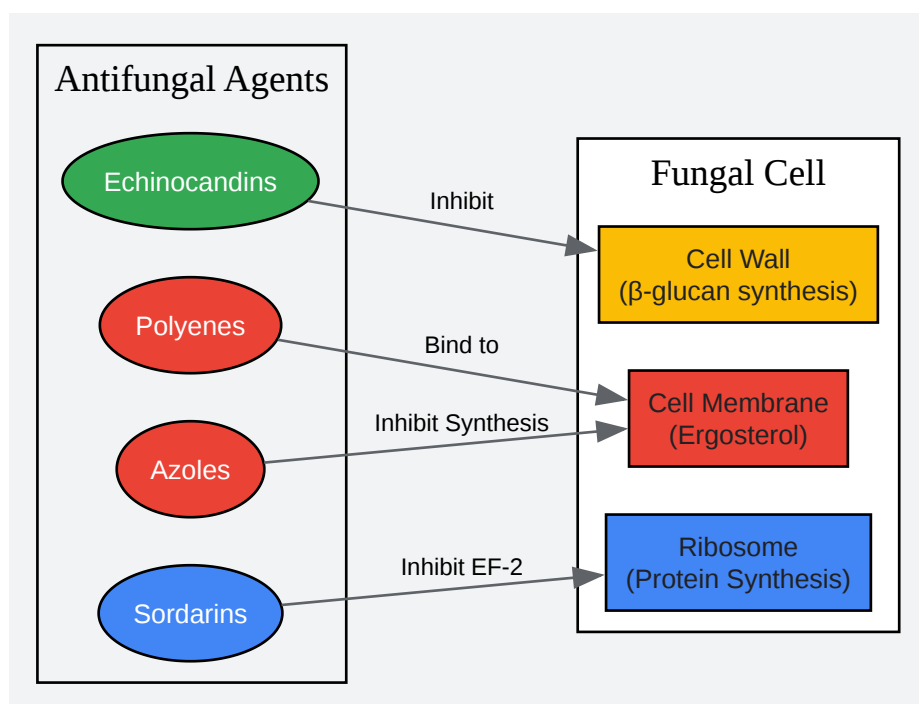 Antifungal Agents
Echinocandins
Polyenes
Azoles
Sordarins
Inhibit
Bind to
Inhibit Synthesis
Inhibit EF-2
Fungal Cell
Cell Wall
(β-glucan synthesis)
Cell Membrane
(Ergosterol)
Ribosome
(Protein Synthesis)